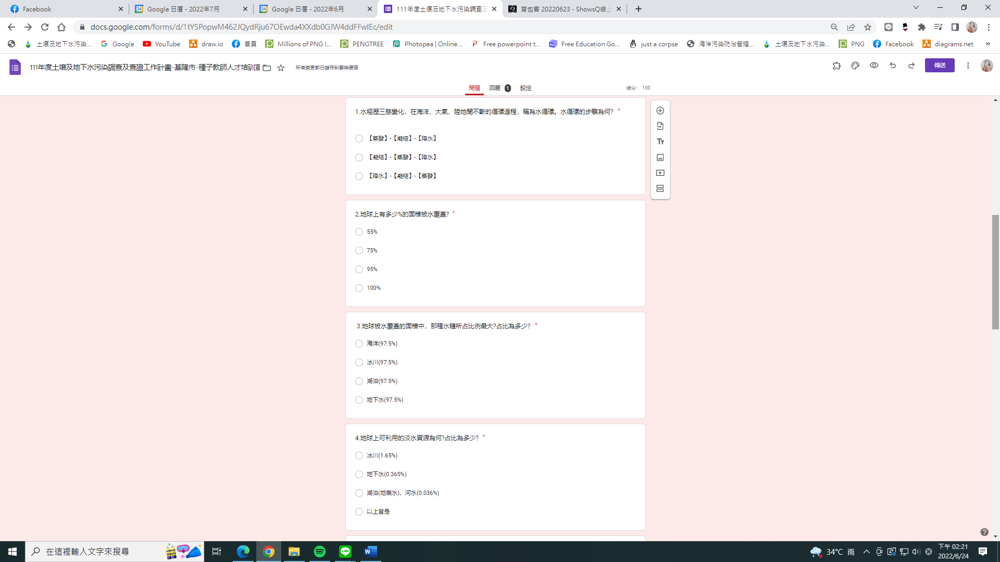 Facebook
Google 日曆 - 2022年7月
Google 日曆 - 2022年6月
111年度土壤及地下水污染調查及
背包客 20220623 - ShowsQ線上
docs.google.com/forms/d/1tYSPopwM462JQydRju67OEwda4XXdb0GJW4ddFFwlEc/edit
土壤及地下水污染...
Google
YouTube
draw.io
首頁
Millions of PNG I...
PENGTREE
Photopea | Online...
Free powerpoint t...
Free Education Go...
just a corpse
海洋污染防治管理...
土壤及地下水污染...
PNG
Facebook
diagrams.net
»
111年度土壤及地下水污染調查及查證工作計畫-基隆市-種子教師人才培訓宣
所有變更都已儲存到雲端硬碟
傳送
問題
回覆 1
設定
總分: 100
1.水經歷三態變化，在海洋、大氣、陸地間不斷的循環過程，稱為水循環。水循環的步驟為何? *
【蒸發】-【凝结】-【降水】
【凝结】-【蒸發】-【降水】
【降水】-【凝结】-【蒸發】
2.地球上有多少%的面積被水覆蓋? *
55%
75%
95%
100%
3.地球被水覆蓋的面積中，那種水體所占比例最大?占比為多少? *
海洋(97.5%)
冰川(97.5%)
湖泊(97.5%)
地下水(97.5%)
4.地球上可利用的淡水資源為何?占比為多少? *
冰川(1.65%)
地下水(0.365%)
湖泊(地表水)、河水(0.036%)
以上皆是
在這裡輸入文字來搜尋
34°C 雨
下午 02:21
2022/6/24